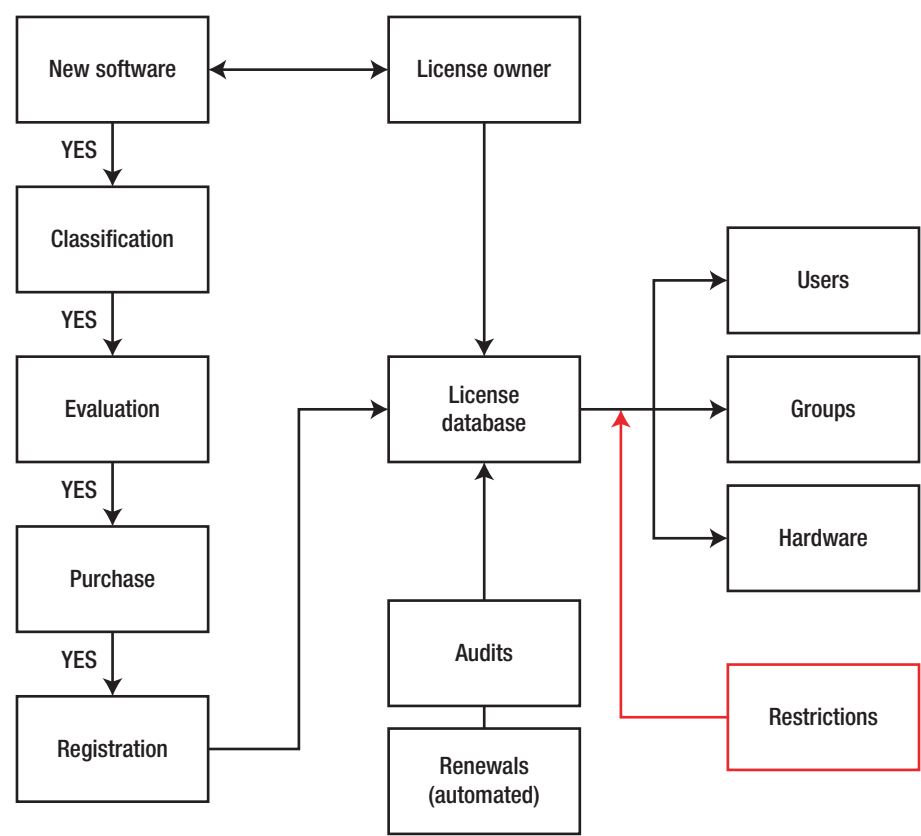 New software
License owner
YES
Classification
YES
Evaluation
YES
Purchase
YES
Registration
License
database
Audits
Renewals
(automated)
Users
Groups
Hardware
Restrictions